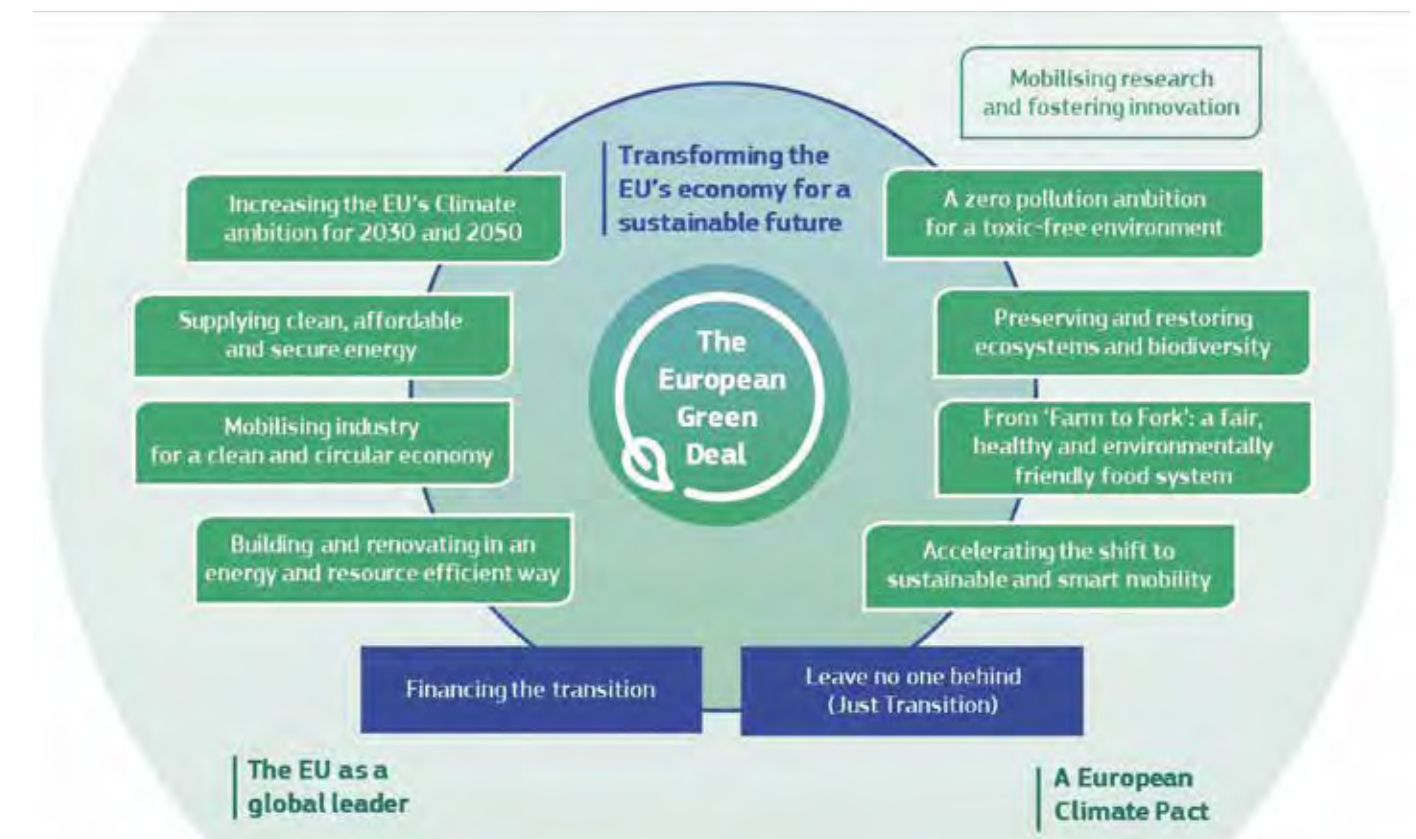 Mobilising research
and fostering innovation
Transforming the
EU's economy for a
sustainable future
Increasing the EU's Climate
ambition for 2030 and 2050
A zero pollution ambition
for a toxic-free environment
Supplying clean, affordable
and secure energy
Preserving and restoring
ecosystems and biodiversity
The
European
Green
Deal
Mobilising industry
for a clean and circular economy
From 'Farm to Fork': a fair,
healthy and environmentally
friendly food system
Building and renovating in an
energy and resource efficient way
Accelerating the shift to
sustainable and smart mobility
Financing the transition
Leave no one behind
(Just Transition)
The EU as a
global leader
A European
Climate Pact